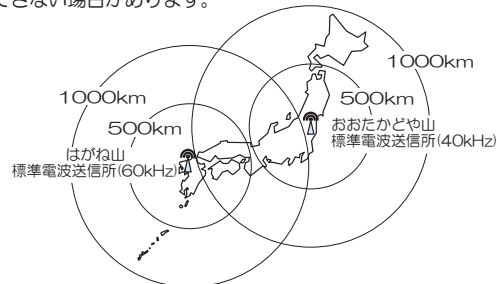 できない場合があります。
1000km
1000km
500km
500km
おおたかどや山
標準電波送信所(40kHz)
はがね山
標準電波送信所(60kHz)